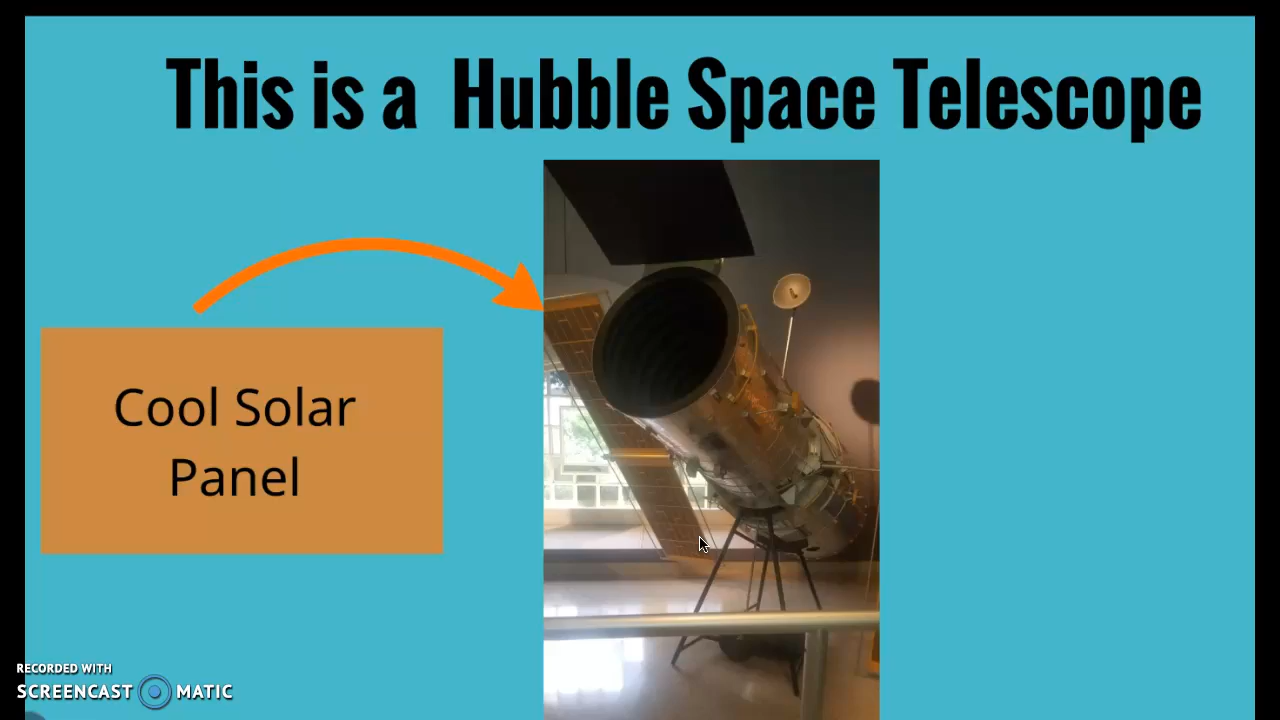 This is a  Hubble Space Telescope
Cool Solar
Panel
RECORDED WITH
SCREENCAST MATIC